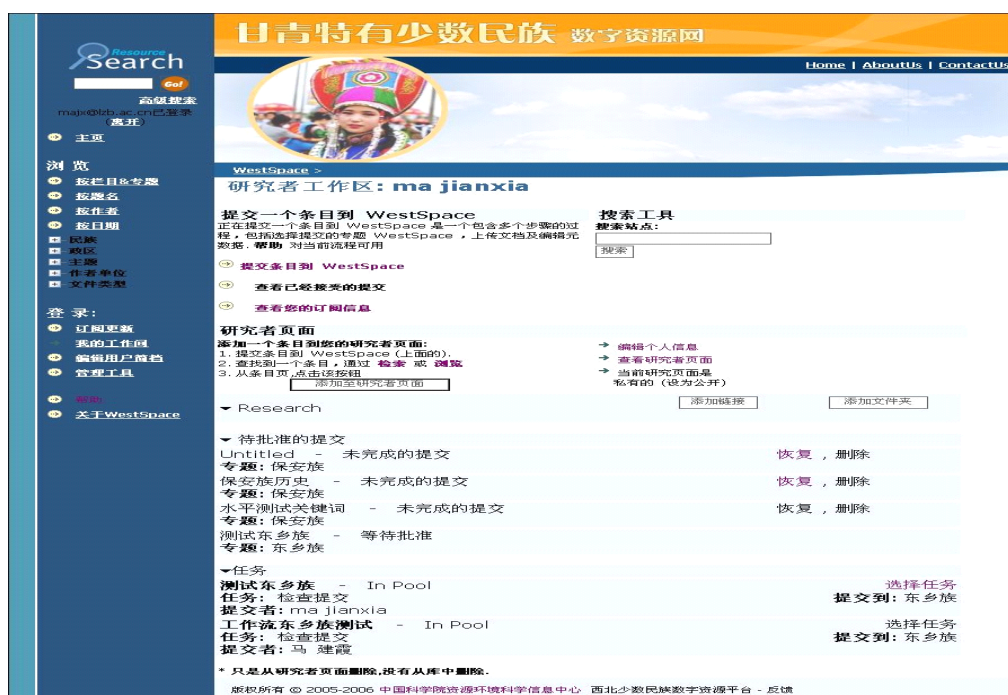 甘青特有少数民族 数字资源网
Resource
Search
Go!
高级搜索
majx@lzb.ac.cn已登录
(离开)
主页
浏 览
按栏目&专题
按题名
按作者
按日期
民族
政区
主题
作者单位
文件类型
登 录:
订阅更新
我的工作间
编辑用户简档
管理工具
帮助
关于WestSpace
Home | AboutUs | ContactUs
WestSpace >
研究者工作区: ma jianxia
提交一个条目到 WestSpace
正在提交一个条目到 WestSpace 是一个包含多个步骤的过
程，包括选择提交的专题 WestSpace ，上传文档及编辑元
数据. 帮助 对当前流程可用
提交条目到 WestSpace
查看已经接受的提交
查看您的订阅信息
搜索工具
搜索站点:
搜索
研究者页面
添加一个条目到您的研究者页面:
1. 提交条目到 WestSpace (上面的).
2. 查找到一个条目，通过 检索 或 浏览
3. 从条目页,点击该按钮
添加至研究者页面
编辑个人信息
查看研究者页面
当前研究页面是
私有的 (设为公开)
Research
添加链接 添加文件夹
待批准的提交
Untitled - 未完成的提交 恢复 , 删除
专题: 保安族
保安族历史 - 未完成的提交 恢复 , 删除
专题: 保安族
水平测试关键词 - 未完成的提交 恢复 , 删除
专题: 保安族
测试东乡族 - 等待批准
专题: 东乡族
任务
测试东乡族 - In Pool 选择任务
任务: 检查提交 提交到: 东乡族
提交者: ma jianxia
工作流东乡族测试 - In Pool 选择任务
任务: 检查提交 提交到: 东乡族
提交者: 马 建霞
* 只是从研究者页面删除,没有从库中删除.
版权所有 © 2005-2006 中国科学院资源环境科学信息中心 西北少数民族数字资源平台 - 反馈